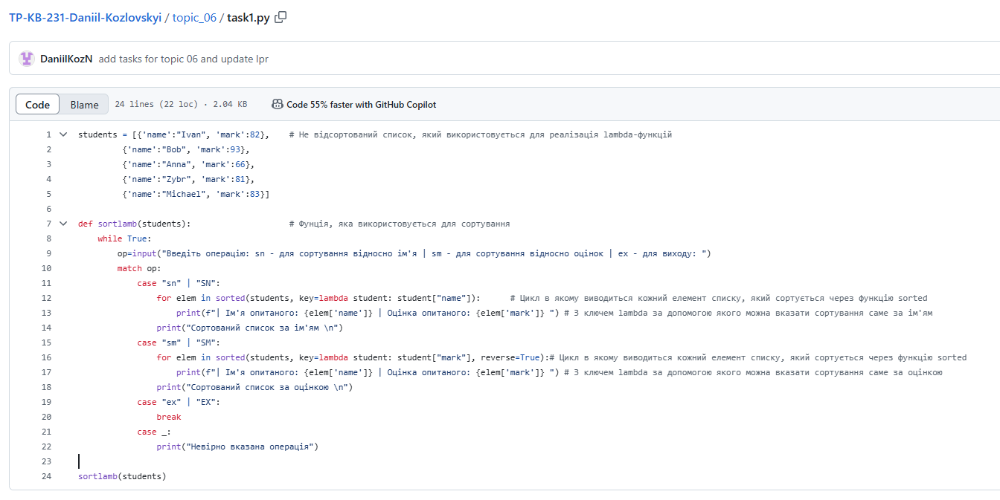 TP-KB-231-Daniil-Kozlovskyi / topic_06 / task1.py
DaniilKozN add tasks for topic 06 and update lpr
Code Blame 24 lines (22 loc) · 2.04 KB Code 55% faster with GitHub Copilot
1 students = [{'name':"Ivan", 'mark':82},    # Не відсортований список, який використовується для реалізація lambda-функцій
2          {'name':"Bob", 'mark':93},
3          {'name':"Anna", 'mark':66},
4          {'name':"Zybr", 'mark':81},
5          {'name':"Michael", 'mark':83}]
6
7 def sortlamb(students):                    # Фунція, яка використовується для сортування
8     while True:
9         op=input("Введіть операцію: sn - для сортування відносно ім'я | sm - для сортування відносно оцінок | ex - для виходу: ")
10         match op:
11             case "sn" | "SN":
12                 for elem in sorted(students, key=lambda student: student["name"]):      # Цикл в якому виводиться кожний елемент списку, який сортується через функцію sorted
13                     print(f"| Ім'я опитаного: {elem['name']} | Оцінка опитаного: {elem['mark']} ") # З ключем lambda за допомогою якого можна вказати сортування саме за ім'ям
14                 print("Сортований список за ім'ям \n")
15             case "sm" | "SM":
16                 for elem in sorted(students, key=lambda student: student["mark"], reverse=True):# Цикл в якому виводиться кожний елемент списку, який сортується через функцію sorted
17                     print(f"| Ім'я опитаного: {elem['name']} | Оцінка опитаного: {elem['mark']} ") # З ключем lambda за допомогою якого можна вказати сортування саме за оцінкою
18                 print("Сортований список за оцінкою \n")
19             case "ex" | "EX":
20                 break
21             case _:
22                 print("Невірно вказана операція")
23
24 sortlamb(students)